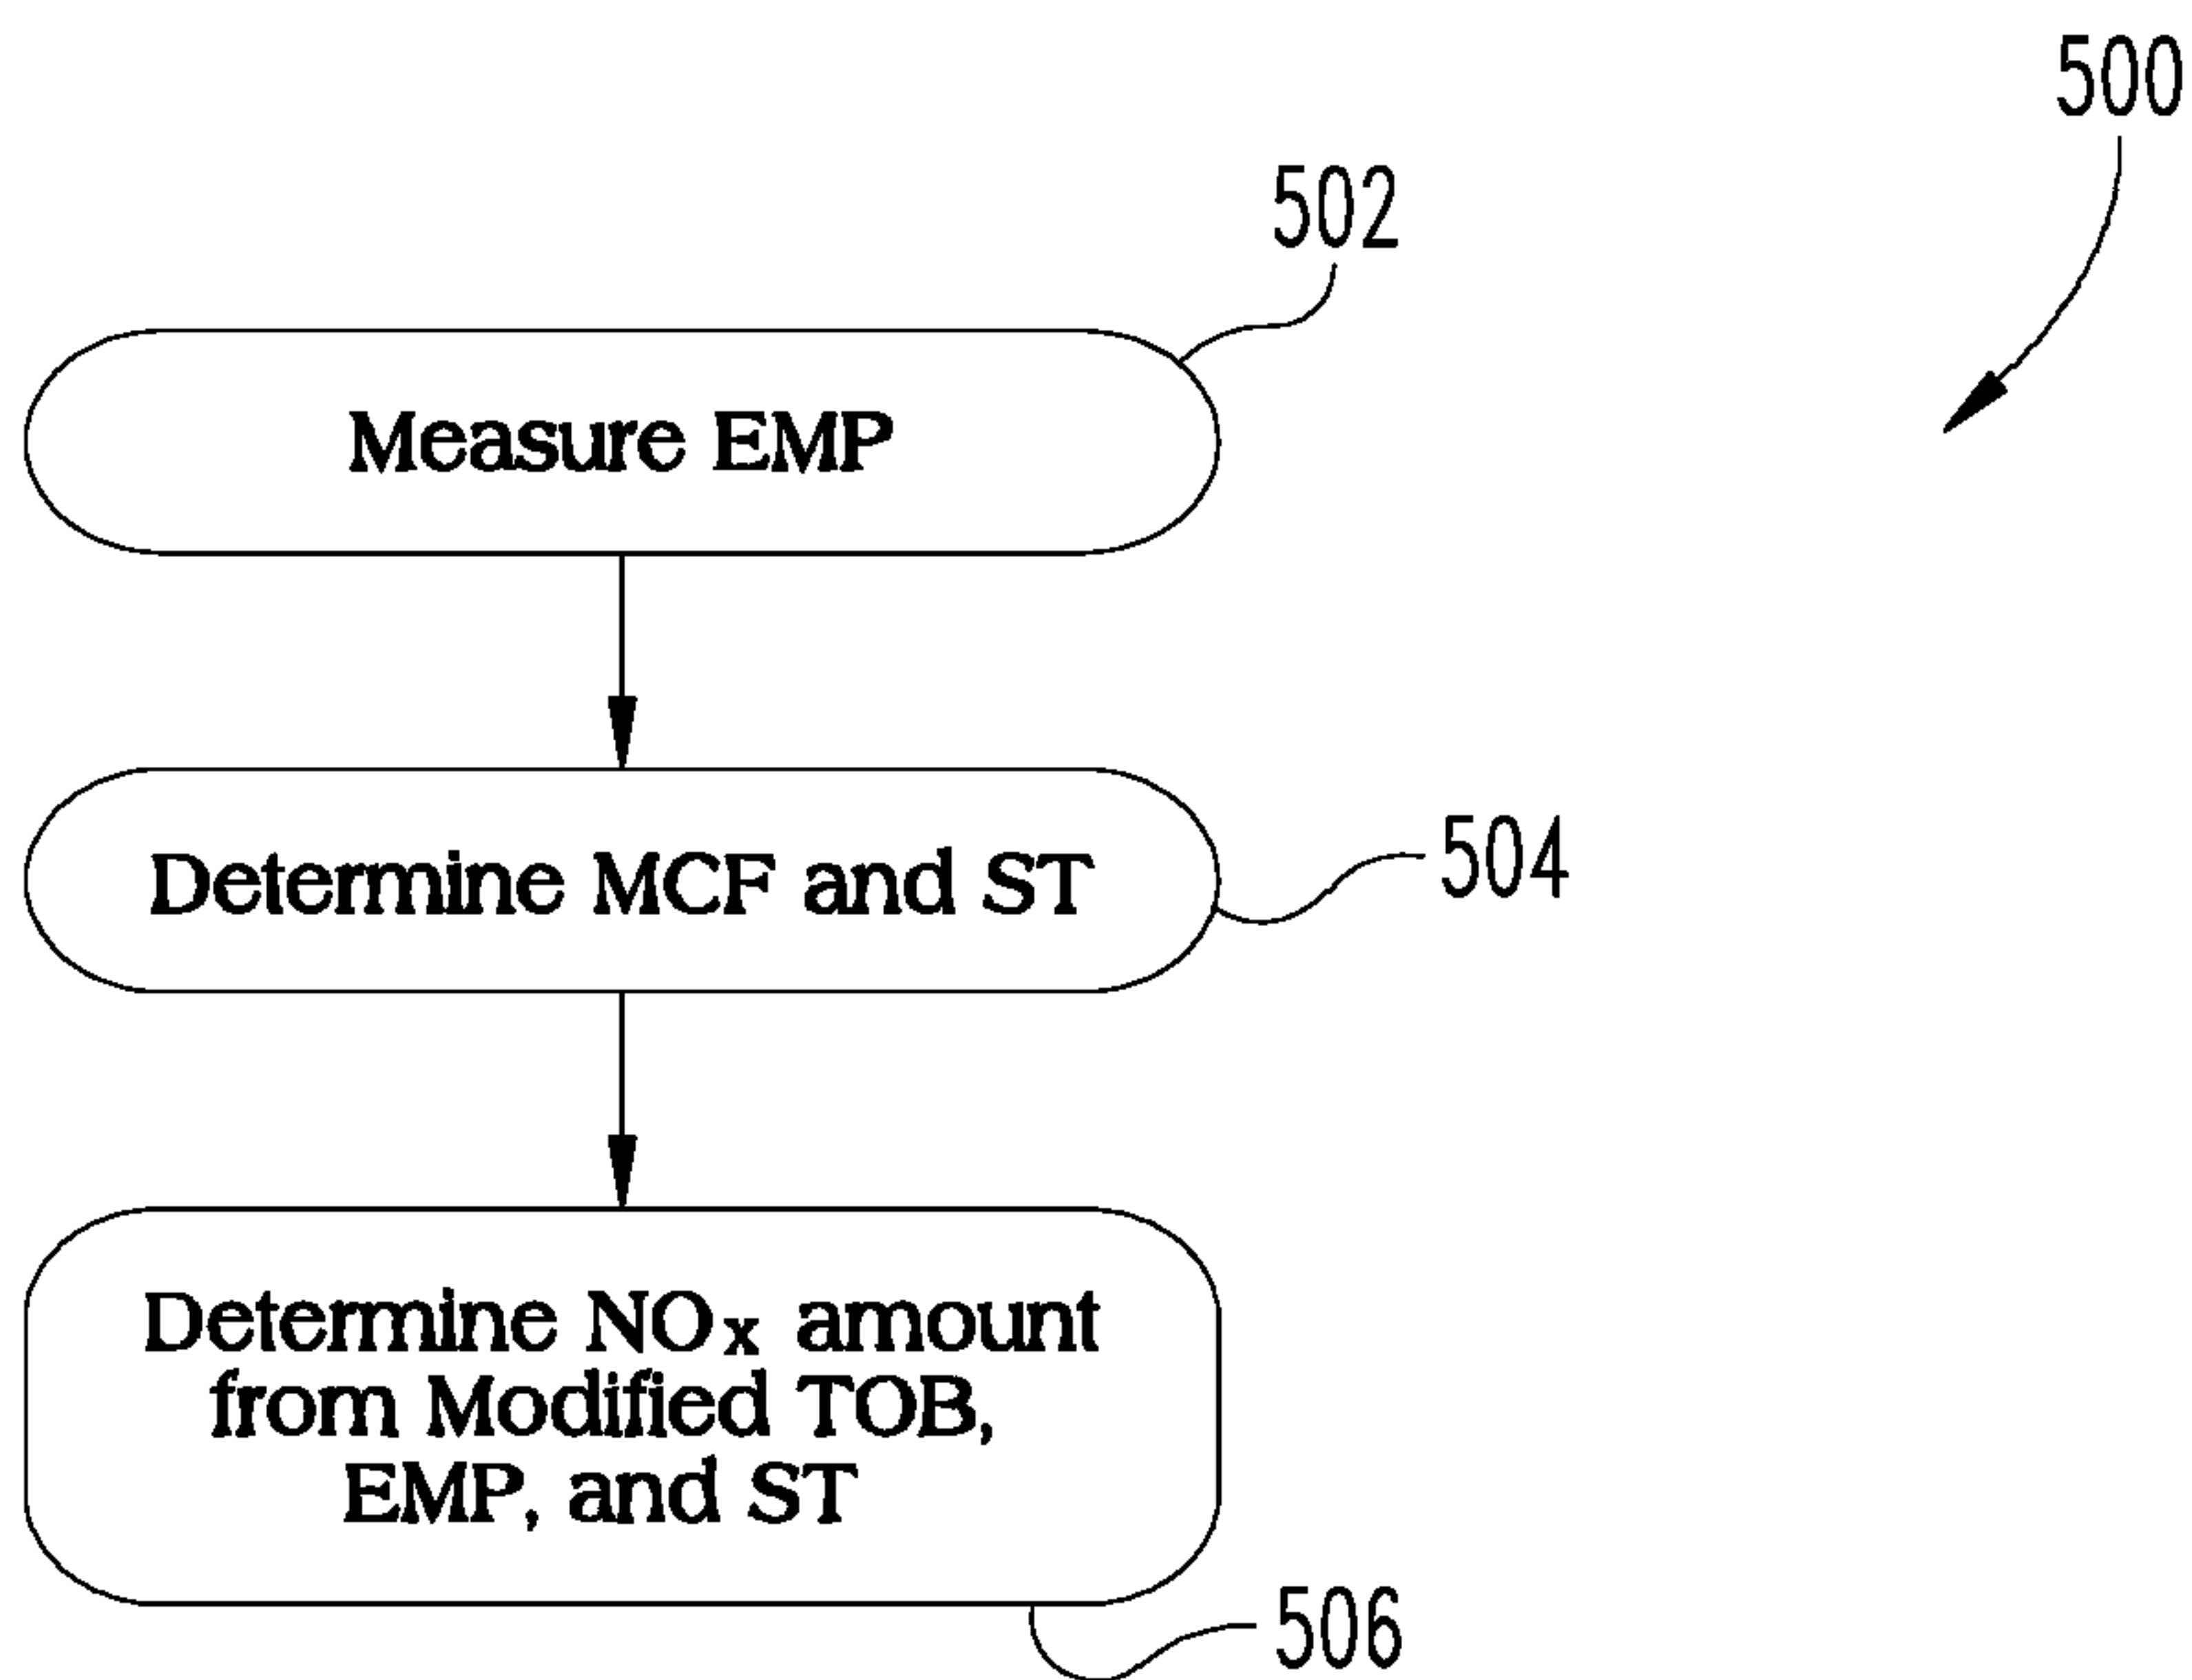 500
502
Measure EMP
Determine MCF and ST
504
Determine NOx amount
from Modified TOB,
EMP, and ST
506